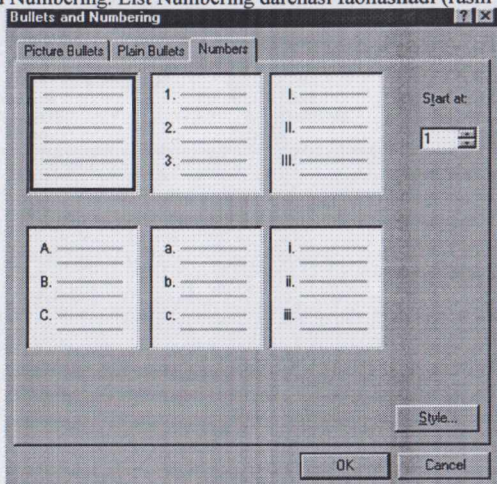 Numbering. List Numbering darchasi faollashadi (rasm
Bullets and Numbering
Picture Bullets Plain Bullets Numbers
1.
2.
3.
I.
II.
III.
Start at:
1
A.
B.
C.
a.
b.
c.
i.
ii.
iii.
Style...
OK Cancel